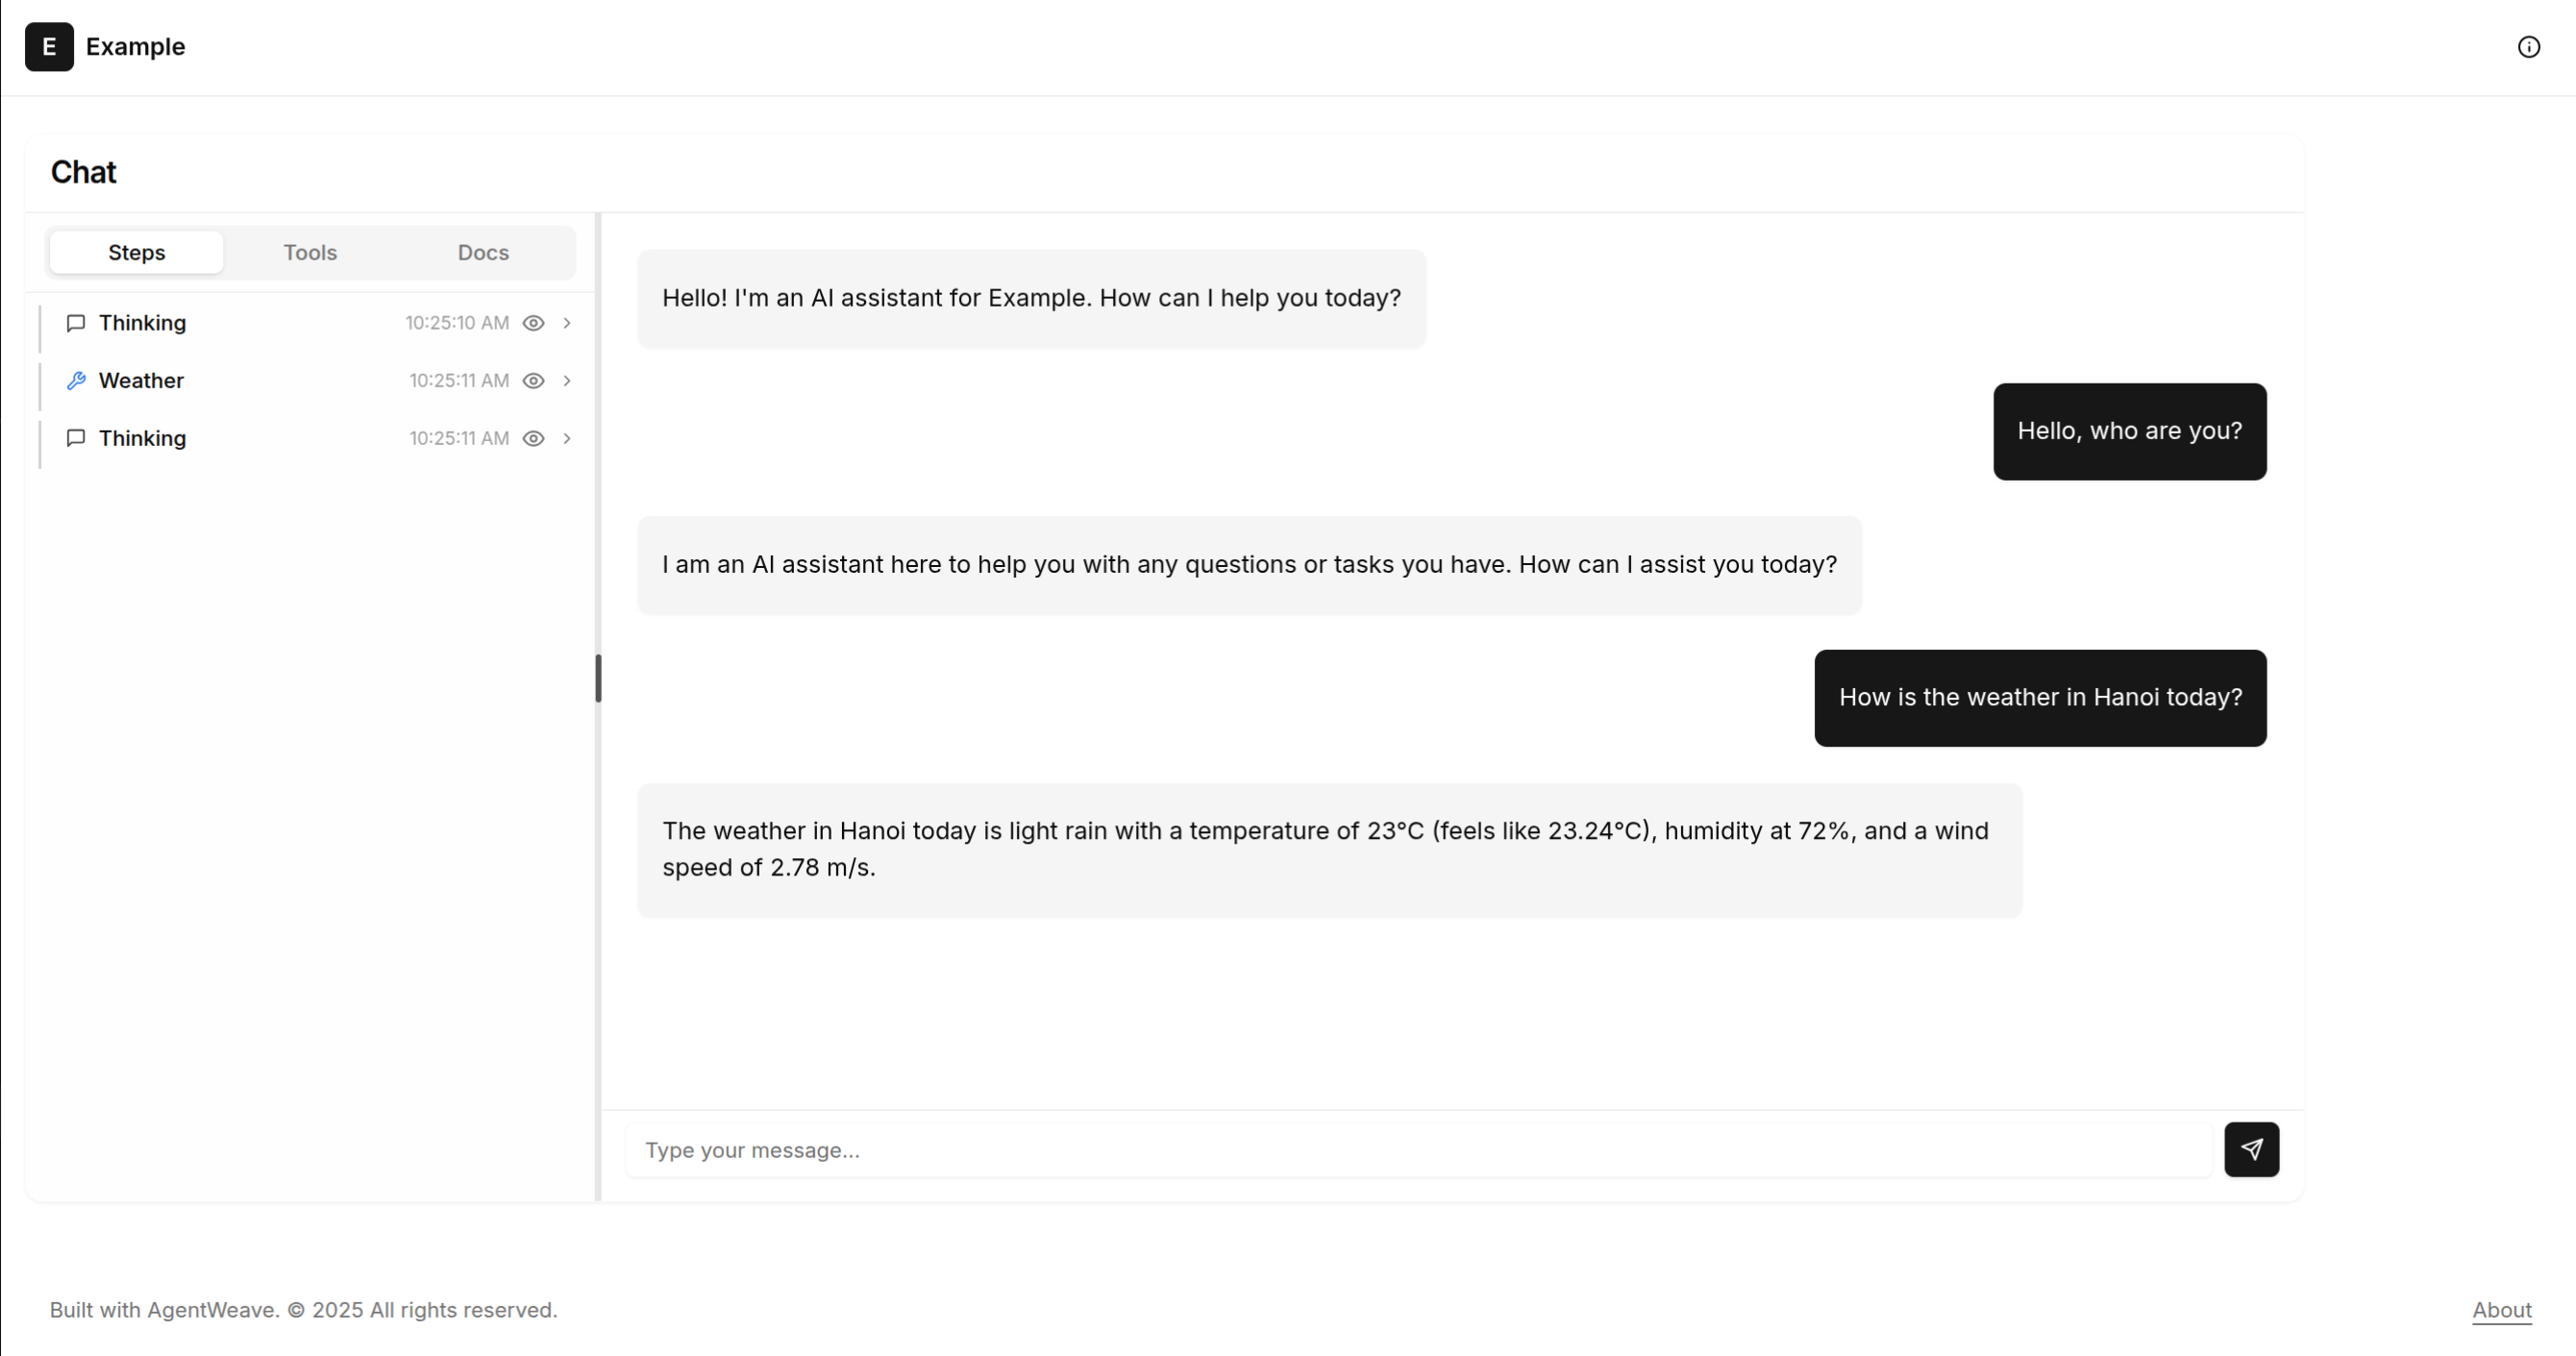 E Example
Chat
Steps Tools Docs
Thinking 10:25:10 AM
Weather 10:25:11 AM
Thinking 10:25:11 AM
Hello! I'm an AI assistant for Example. How can I help you today?
Hello, who are you?
I am an AI assistant here to help you with any questions or tasks you have. How can I assist you today?
How is the weather in Hanoi today?
The weather in Hanoi today is light rain with a temperature of 23°C (feels like 23.24°C), humidity at 72%, and a wind
speed of 2.78 m/s.
Type your message...
Built with AgentWeave. © 2025 All rights reserved.
About